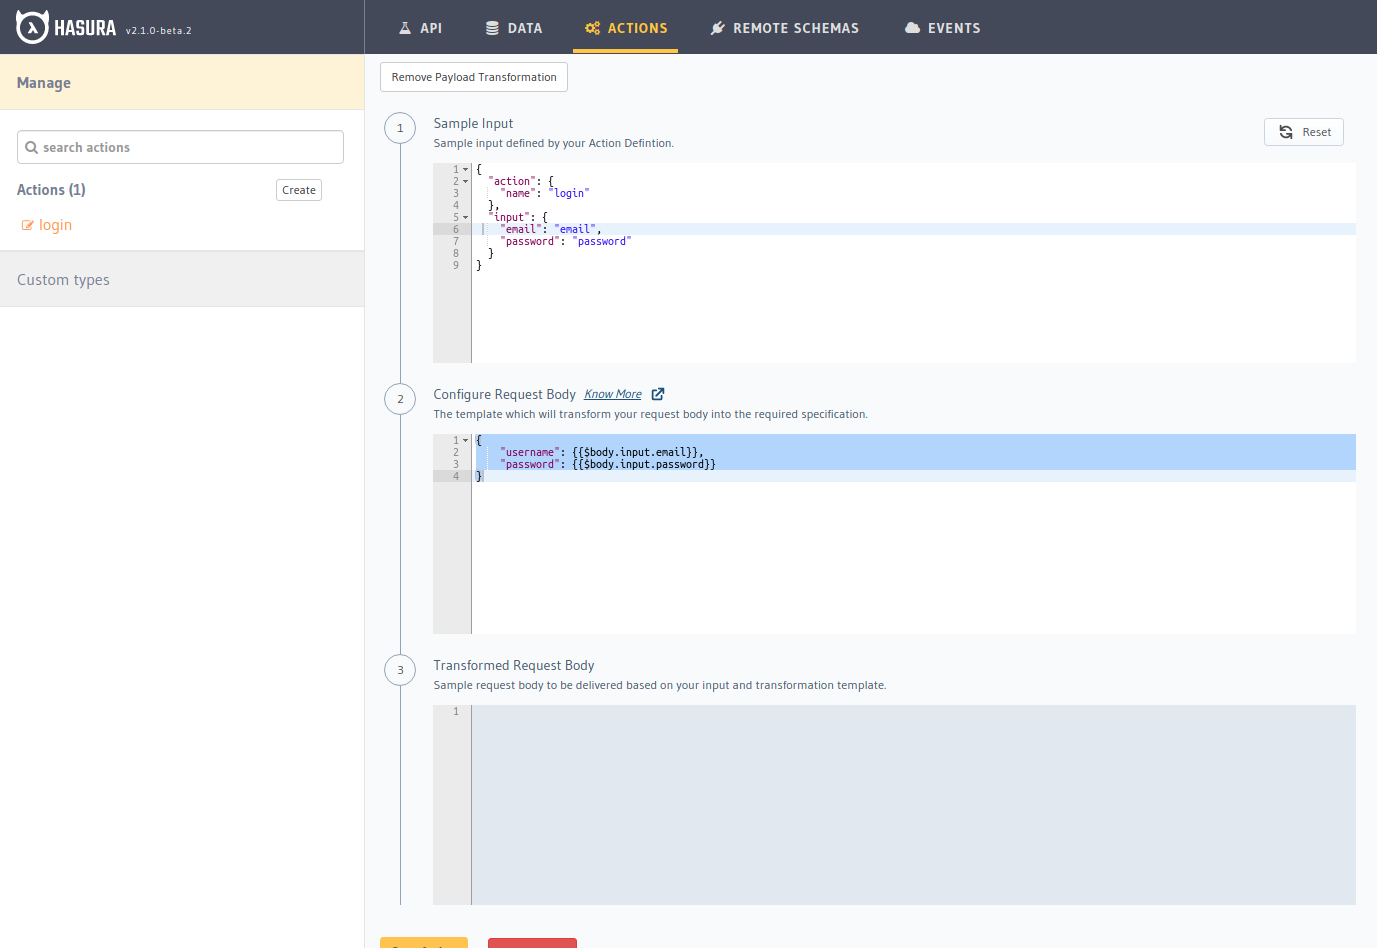 HASURA v2.1.0-beta.2
API
DATA
ACTIONS
REMOTE SCHEMAS
EVENTS
Manage
search actions
Actions (1)
Create
login
Custom types
Remove Payload Transformation
1
Sample Input
Sample input defined by your Action Defintion.
Reset
1 {
2 "action": {
3 "name": "login"
4 },
5 "input": {
6 "email": "email",
7 "password": "password"
8 }
9 }
2
Configure Request Body Know More
The template which will transform your request body into the required specification.
1 {
2 "username": {{$body.input.email}},
3 "password": {{$body.input.password}}
4 }
3
Transformed Request Body
Sample request body to be delivered based on your input and transformation template.
1